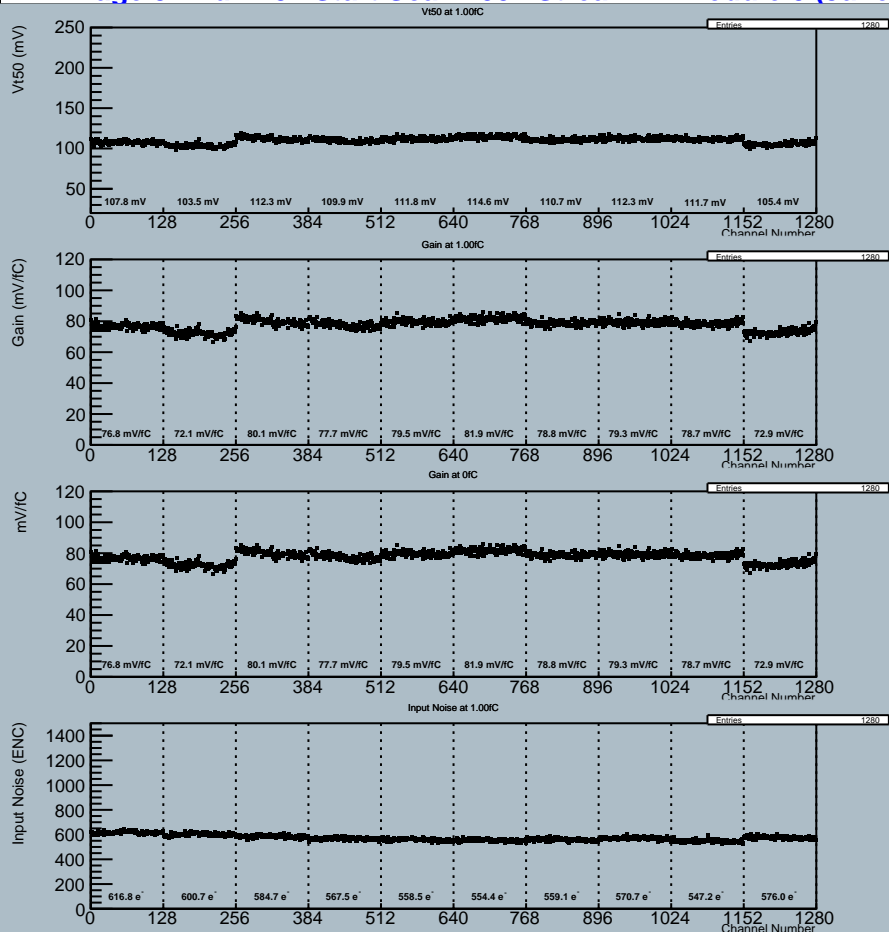 Vt50 at 1.00fC
Entries 1280
Vt50 (mV)
250
200
150
100
50
107.8 mV 103.5 mV 112.3 mV 109.9 mV 111.8 mV 114.6 mV 110.7 mV 112.3 mV 111.7 mV 105.4 mV
0 128 256 384 512 640 768 896 1024 1152 1280
Channel Number
Gain at 1.00fC
Entries 1280
Gain (mV/fC)
120
100
80
60
40
20
0
76.8 mV/fC 72.1 mV/fC 80.1 mV/fC 77.7 mV/fC 79.5 mV/fC 81.9 mV/fC 78.8 mV/fC 79.3 mV/fC 78.7 mV/fC 72.9 mV/fC
0 128 256 384 512 640 768 896 1024 1152 1280
Channel Number
Gain at 0fC
Entries 1280
mV/fC
120
100
80
60
40
20
0
76.8 mV/fC 72.1 mV/fC 80.1 mV/fC 77.7 mV/fC 79.5 mV/fC 81.9 mV/fC 78.8 mV/fC 79.3 mV/fC 78.7 mV/fC 72.9 mV/fC
0 128 256 384 512 640 768 896 1024 1152 1280
Channel Number
Input Noise at 1.00fC
Entries 1280
Input Noise (ENC)
1400
1200
1000
800
600
400
200
0
616.8 e⁻ 600.7 e⁻ 584.7 e⁻ 567.5 e⁻ 558.5 e⁻ 554.4 e⁻ 559.1 e⁻ 570.7 e⁻ 547.2 e⁻ 576.0 e⁻
0 128 256 384 512 640 768 896 1024 1152 1280
Channel Number